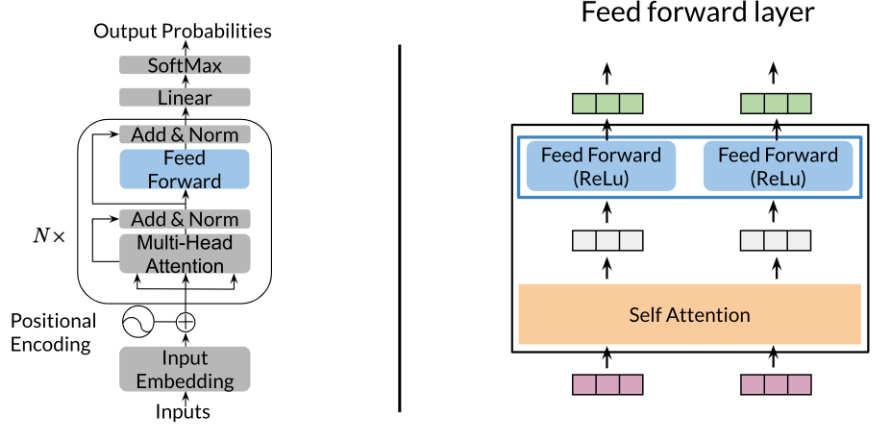 Output Probabilities
SoftMax
Linear
Add & Norm
Feed
Forward
Add & Norm
Multi-Head
Attention
N×
Positional
Encoding
Input
Embedding
Inputs
Feed forward layer
Feed Forward
(ReLu)
Feed Forward
(ReLu)
Self Attention